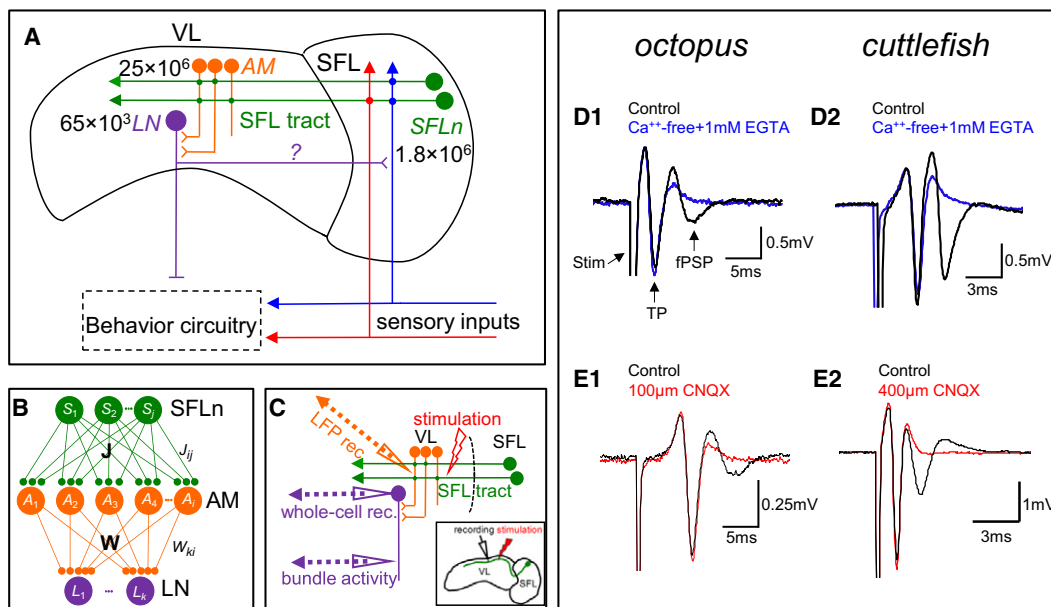 A
VL
SFL
25×10⁶
AM
65×10³ LN
SFL tract
SFLn
?
1.8×10⁶
Behavior circuitry
sensory inputs
B
S₁ S₂ ··· Sⱼ SFLn
J
Jᵢⱼ
A₁ A₂ A₃ A₄ ··· Aᵢ AM
W
wₖᵢ
L₁ ··· Lₖ LN
C
stimulation
LFP rec.
VL
SFL
SFL tract
whole-cell rec.
bundle activity
recording stimulation
VL
SFL
octopus
cuttlefish
D1
Control
Ca⁺⁺-free+1mM EGTA
Stim
TP
fPSP
0.5mV
5ms
D2
Control
Ca⁺⁺-free+1mM EGTA
0.5mV
3ms
E1
Control
100µm CNQX
0.25mV
5ms
E2
Control
400µm CNQX
1mV
3ms